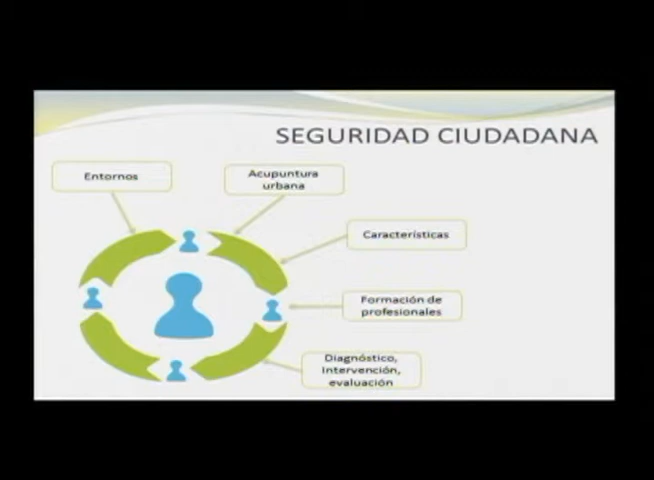 SEGURIDAD CIUDADANA
Entornos
Acupuntura
urbana
Características
Formación de
profesionales
Diagnóstico,
intervención,
evaluación